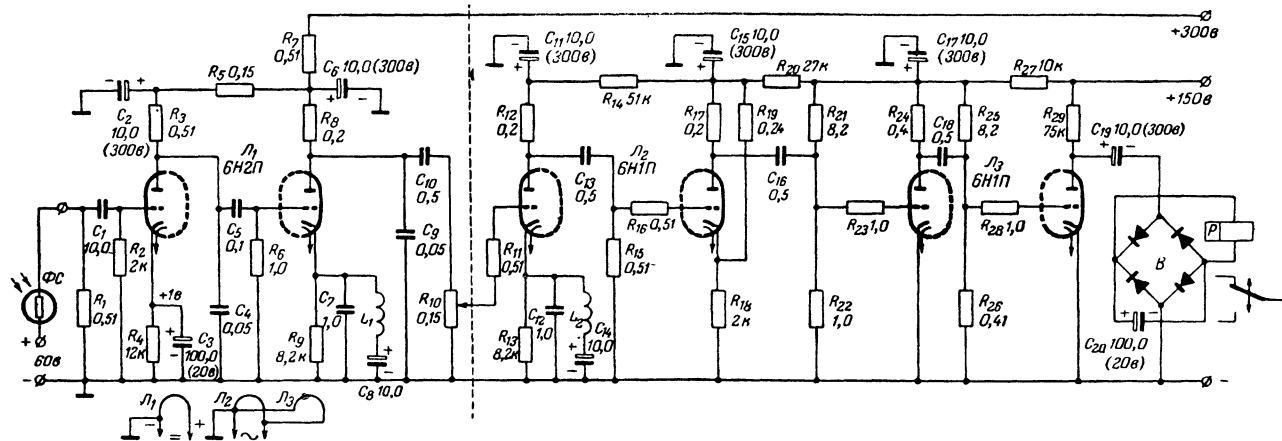 +300в
R7
0,51
C11 10,0
(300в)
C15 10,0
(300в)
C17 10,0
(300в)
R5 0,15
C6 10,0 (300в)
R14 51к
R20 27к
R27 10к
+150в
C2
10,0
(300в)
R3
0,51
R8
0,2
R12
0,2
R17
0,2
R19
0,24
R21
8,2
R24
0,4
C18
0,5
R25
8,2
R29
75к
C19 10,0 (300в)
Л1
6Н2П
Л2
6Н1П
Л3
6Н1П
C10
0,5
C13
0,5
C16
0,5
C1
10,0
R2
2к
C5
0,1
R6
1,0
C9
0,05
R11
0,51
R16 0,51
R15
0,51
R23 1,0
R28 1,0
P
B
ФС
R1
0,51
+1в
C4
0,05
C7
1,0
L1
R10
0,15
C12
1,0
L2
C14
10,0
R18
2к
R22
1,0
R26
0,41
+
60в
R4
12к
C3
100,0
(20в)
R9
8,2к
R13
8,2к
C20 100,0
(20в)
C8 10,0
-
-
Л1
Л2
Л3
- = +
~